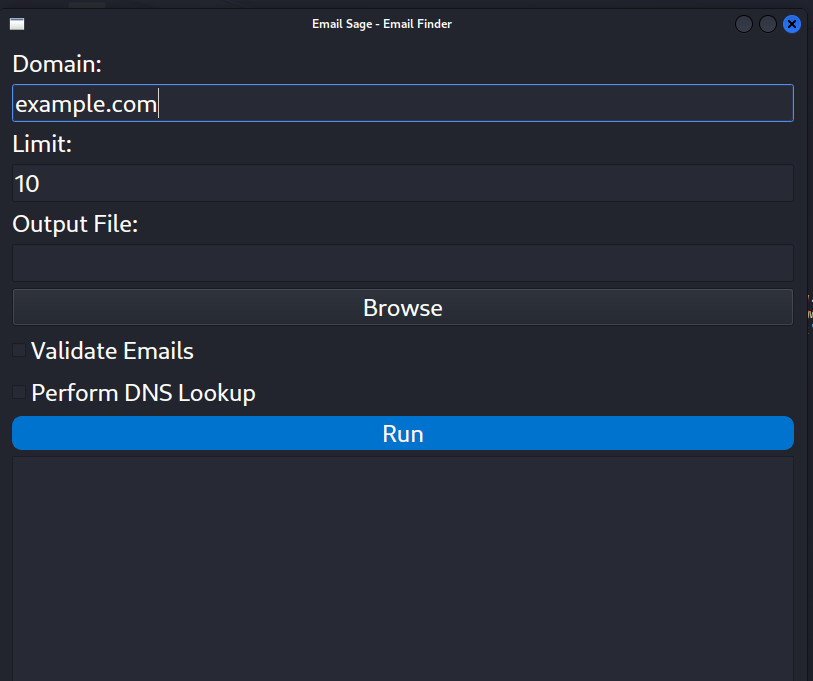 Email Sage - Email Finder
Domain:
example.com
Limit:
10
Output File:
Browse
Validate Emails
Perform DNS Lookup
Run